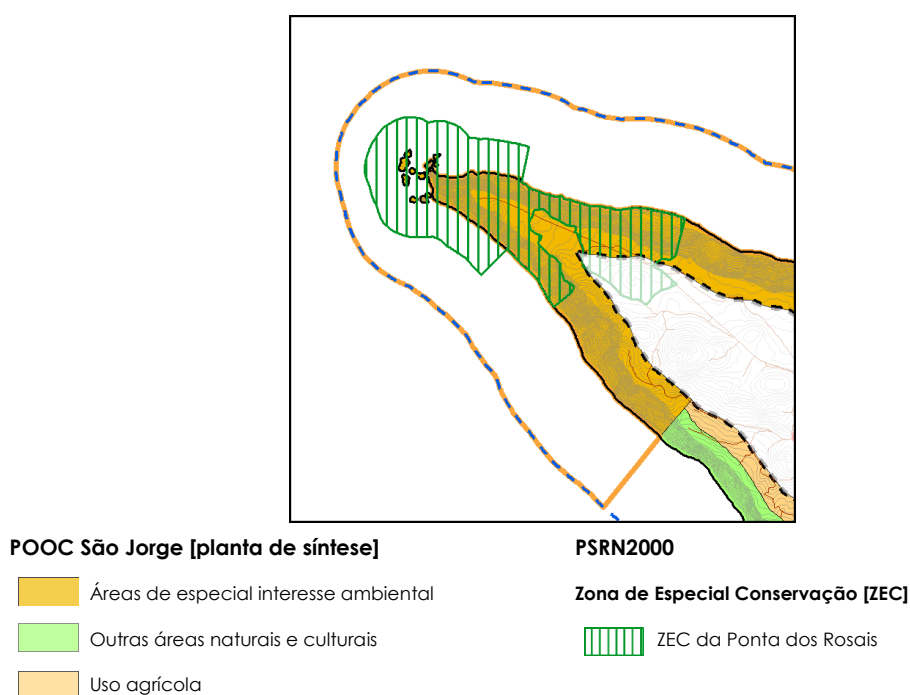 POOC São Jorge [planta de síntese]
Áreas de especial interesse ambiental
Outras áreas naturais e culturais
Uso agrícola
PSRN2000
Zona de Especial Conservação [ZEC]
ZEC da Ponta dos Rosais